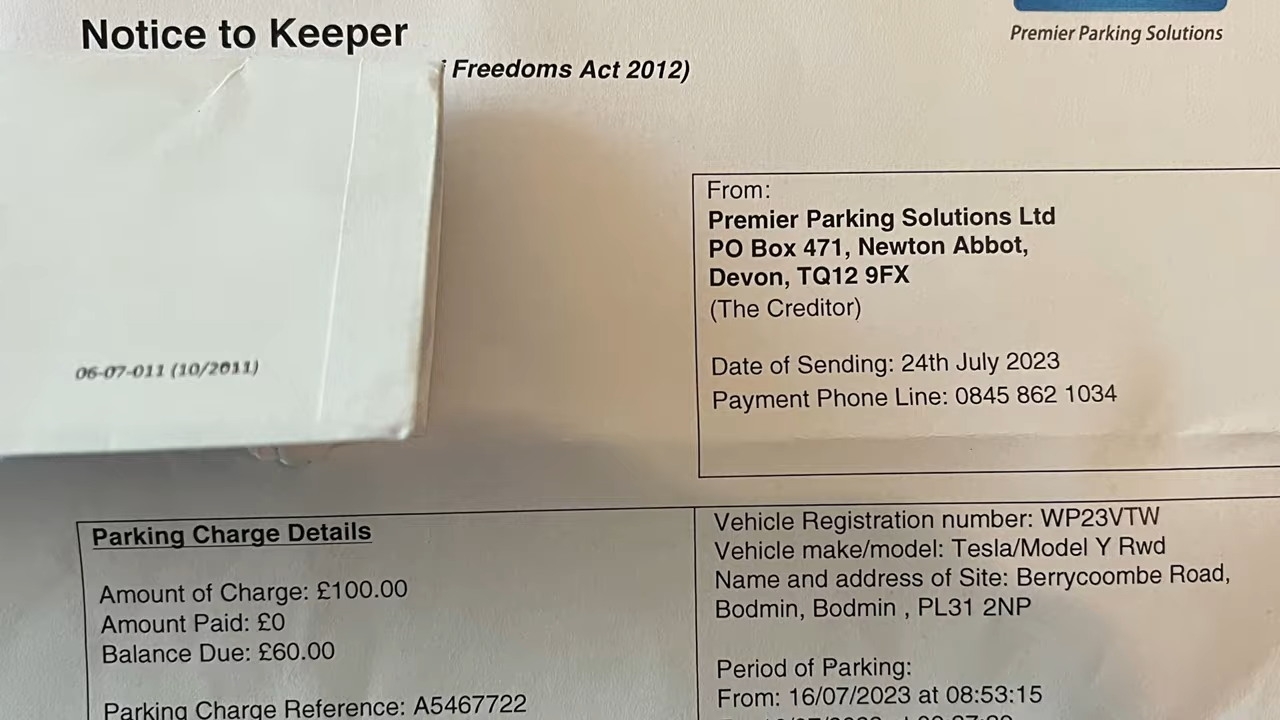 Notice to Keeper
Premier Parking Solutions
Freedoms Act 2012)
From:
Premier Parking Solutions Ltd
PO Box 471, Newton Abbot,
Devon, TQ12 9FX
(The Creditor)
Date of Sending: 24th July 2023
Payment Phone Line: 0845 862 1034
06-07-011 (10/2011)
Parking Charge Details
Amount of Charge: £100.00
Amount Paid: £0
Balance Due: £60.00
Parking Charge Reference: A5467722
Vehicle Registration number: WP23VTW
Vehicle make/model: Tesla/Model Y Rwd
Name and address of Site: Berrycoombe Road,
Bodmin, Bodmin , PL31 2NP
Period of Parking:
From: 16/07/2023 at 08:53:15